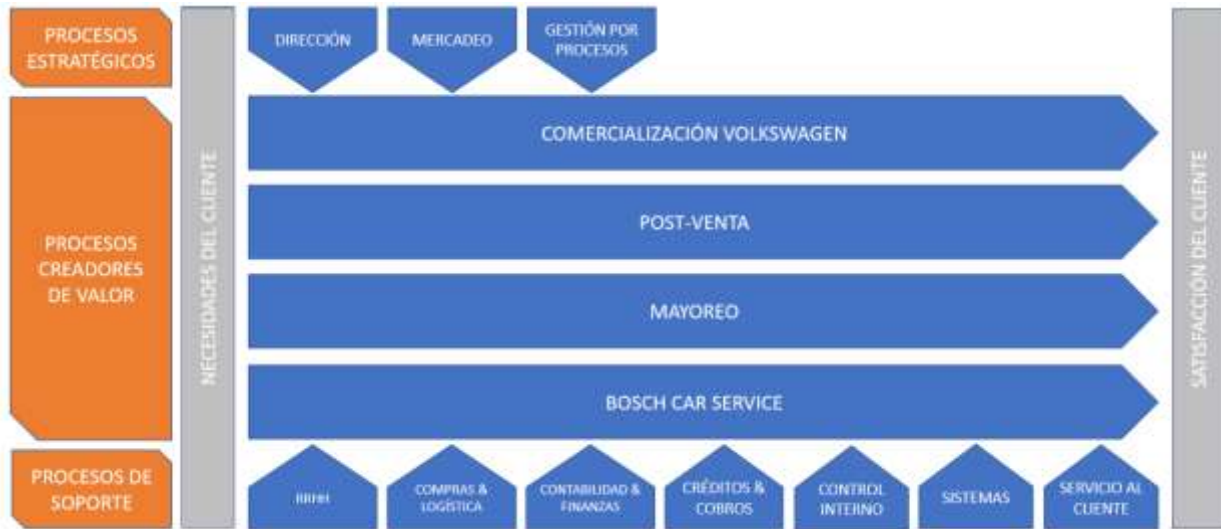 PROCESOS
ESTRATÉGICOS
DIRECCIÓN
MERCADEO
GESTIÓN POR
PROCESOS
PROCESOS
CREADORES
DE VALOR
NECESIDADES DEL CLIENTE
COMERCIALIZACIÓN VOLKSWAGEN
POST-VENTA
MAYOREO
BOSCH CAR SERVICE
SATISFACCIÓN DEL CLIENTE
PROCESOS DE
SOPORTE
RRHH
COMPRAS &
LOGÍSTICA
CONTABILIDAD &
FINANZAS
CRÉDITOS &
COBROS
CONTROL
INTERNO
SISTEMAS
SERVICIO AL
CLIENTE